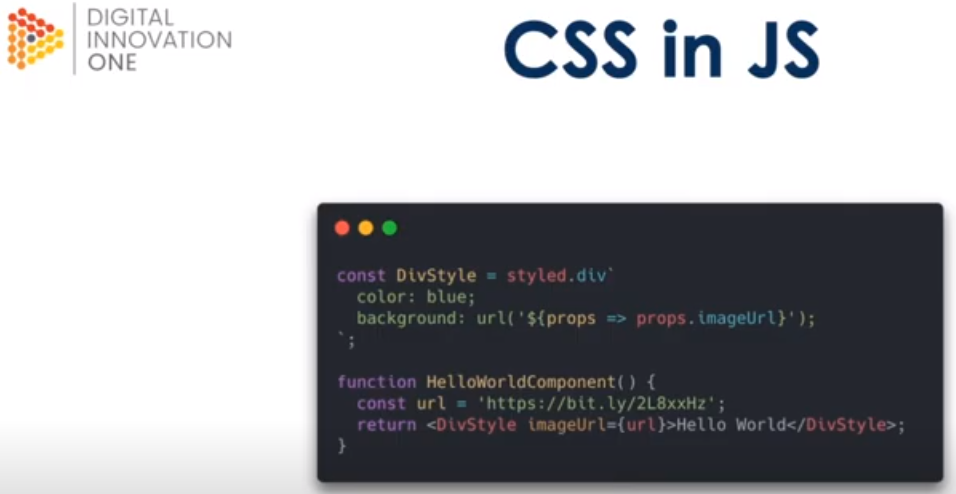 DIGITAL
INNOVATION
ONE
CSS in JS
const DivStyle = styled.div`
  color: blue;
  background: url('${props => props.imageUrl}');
`;
function HelloWorldComponent() {
  const url = 'https://bit.ly/2L8xxHz';
  return <DivStyle imageUrl={url}>Hello World</DivStyle>;
}